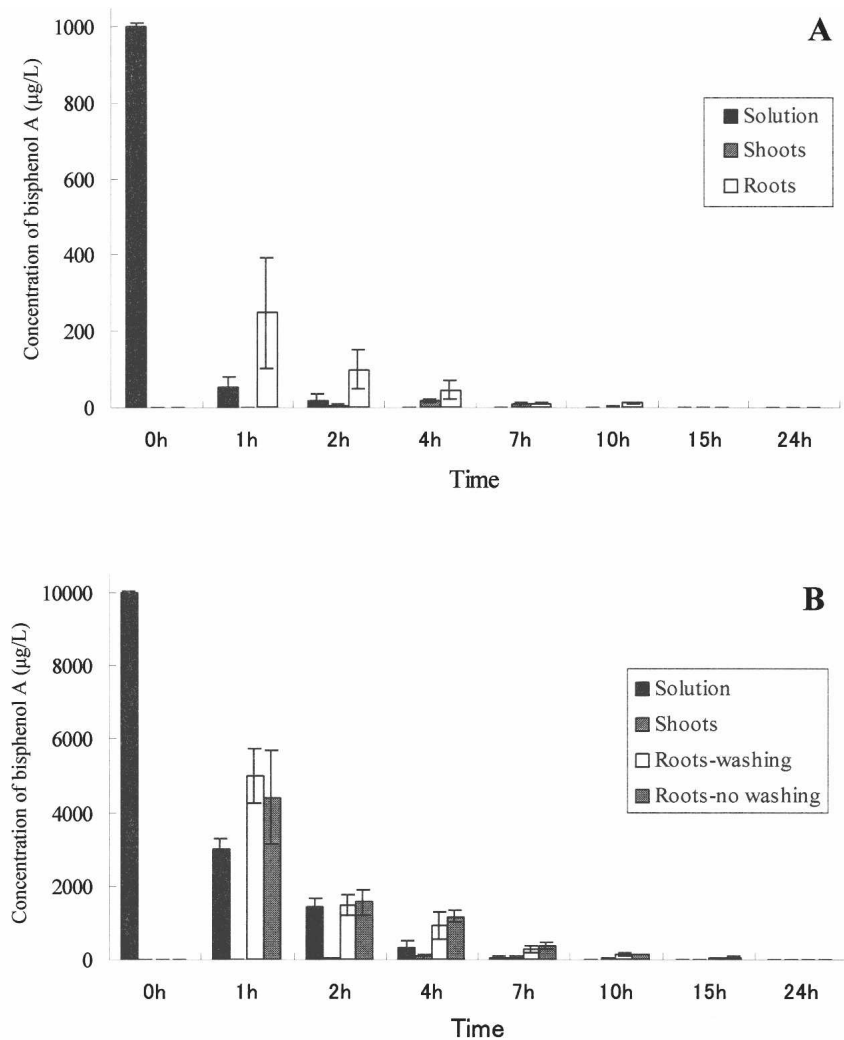 A
Concentration of bisphenol A (μg/L)
1000
800
600
400
200
0
Solution
Shoots
Roots
0h 1h 2h 4h 7h 10h 15h 24h
Time
B
Concentration of bisphenol A (μg/L)
10000
8000
6000
4000
2000
0
Solution
Shoots
Roots-washing
Roots-no washing
0h 1h 2h 4h 7h 10h 15h 24h
Time